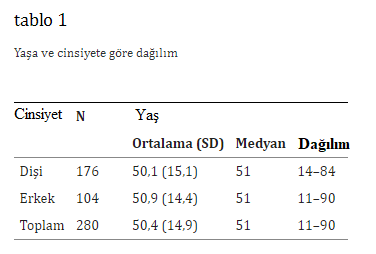 tablo 1
Yaşa ve cinsiyete göre dağılım
Cinsiyet N Yaş
Ortalama (SD) Medyan Dağılım
Dişi 176 50,1 (15,1) 51 14–84
Erkek 104 50,9 (14,4) 51 11–90
Toplam 280 50,4 (14,9) 51 11–90